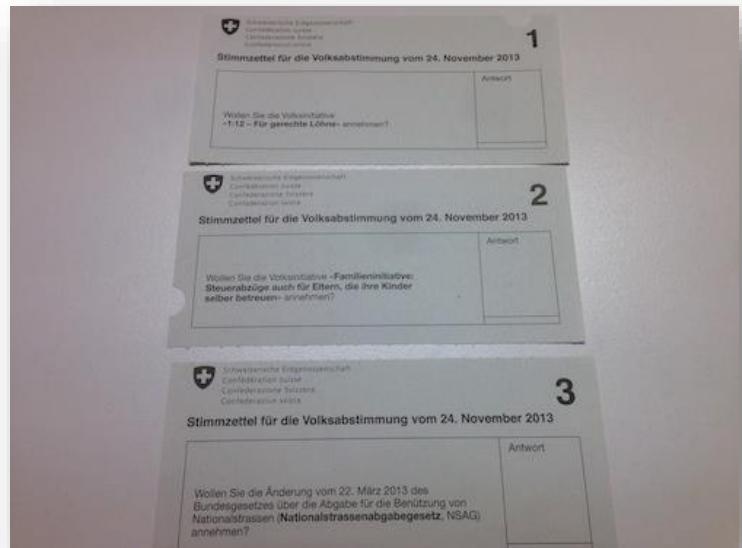 Schweizerische Eidgenossenschaft
Confédération suisse
Confederazione Svizzera
Confederaziun svizra
1
Stimmzettel für die Volksabstimmung vom 24. November 2013
Antwort
Wollen Sie die Volksinitiative
«1:12 – Für gerechte Löhne» annehmen?
Schweizerische Eidgenossenschaft
Confédération suisse
Confederazione Svizzera
Confederaziun svizra
2
Stimmzettel für die Volksabstimmung vom 24. November 2013
Antwort
Wollen Sie die Volksinitiative «Familieninitiative:
Steuerabzüge auch für Eltern, die ihre Kinder
selber betreuen» annehmen?
Schweizerische Eidgenossenschaft
Confédération suisse
Confederazione Svizzera
Confederaziun svizra
3
Stimmzettel für die Volksabstimmung vom 24. November 2013
Antwort
Wollen Sie die Änderung vom 22. März 2013 des
Bundesgesetzes über die Abgabe für die Benützung von
Nationalstrassen (Nationalstrassenabgabegesetz, NSAG)
annehmen?